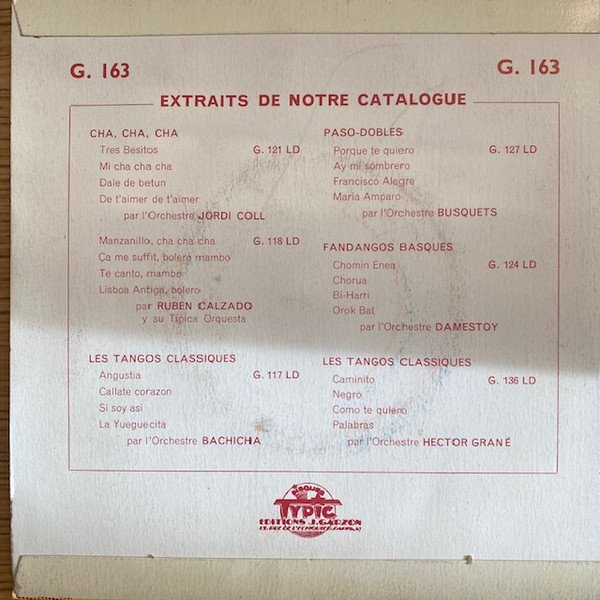 G. 163
G. 163
EXTRAITS DE NOTRE CATALOGUE
CHA, CHA, CHA
Tres Besitos G. 121 LD
Mi cha cha cha
Dale de betun
De t'aimer de t'aimer
par l'Orchestre JORDI COLL
Manzanillo, cha cha cha G. 118 LD
Ça me suffit, bolero mambo
Te canto, mambo
Lisboa Antiga, bolero
par RUBEN CALZADO
y su Tipica Orquesta
LES TANGOS CLASSIQUES
Angustia G. 117 LD
Callate corazon
Si soy asi
La Yueguecita
par l'Orchestre BACHICHA
PASO-DOBLES
Porque te quiero G. 127 LD
Ay mi sombrero
Francisco Alegre
Maria Amparo
par l'Orchestre BUSQUETS
FANDANGOS BASQUES
Chomin Enea G. 124 LD
Chorua
Bi-Harri
Orok Bat
par l'Orchestre DAMESTOY
LES TANGOS CLASSIQUES
Caminito G. 136 LD
Negro
Como te quiero
Palabras
par l'Orchestre HECTOR GRANÉ
DISQUES
TYPIC
EDITIONS J. GARZON
RUE DE L'ECHIQUIER, PARIS